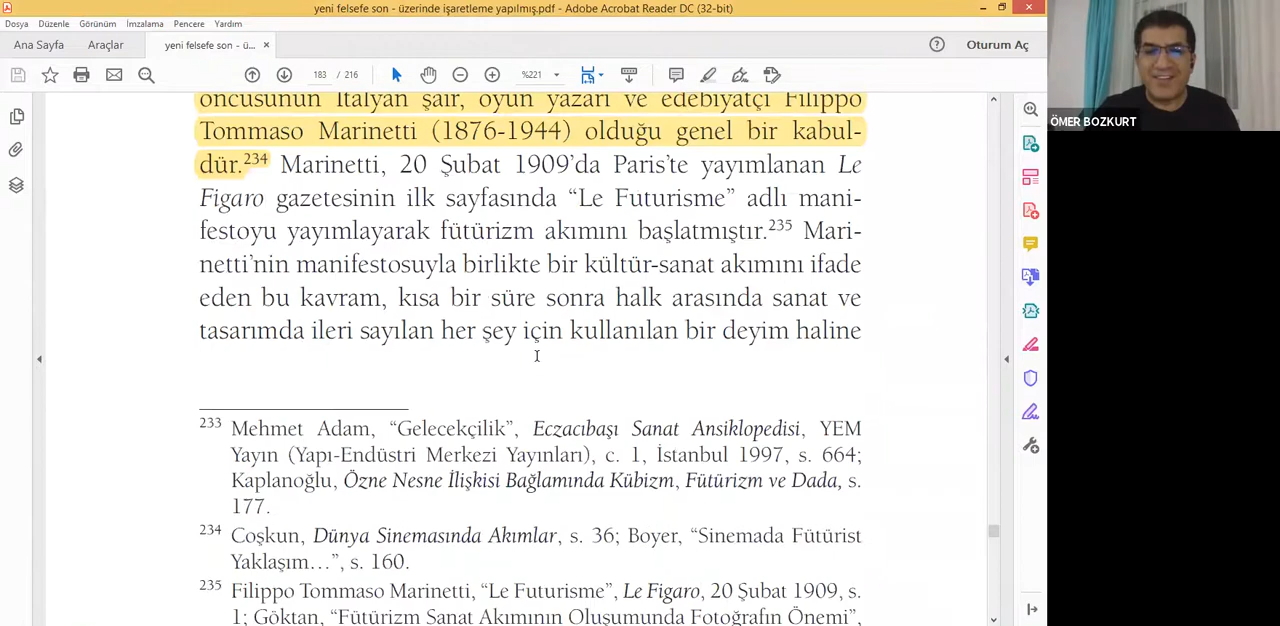 yeni felsefe son - üzerinde işaretleme yapılmış.pdf - Adobe Acrobat Reader DC (32-bit)
Dosya Düzenle Görünüm İmzalama Pencere Yardım
Ana Sayfa Araçlar yeni felsefe son - ü... × Oturum Aç
183 / 216 %221
ÖMER BOZKURT
öncüsünün İtalyan şair, oyun yazarı ve edebiyatçı Filippo
Tommaso Marinetti (1876-1944) olduğu genel bir kabul-
dür.234 Marinetti, 20 Şubat 1909’da Paris’te yayımlanan Le
Figaro gazetesinin ilk sayfasında “Le Futurisme” adlı mani-
festoyu yayımlayarak fütürizm akımını başlatmıştır.235 Mari-
netti’nin manifestosuyla birlikte bir kültür-sanat akımını ifade
eden bu kavram, kısa bir süre sonra halk arasında sanat ve
tasarımda ileri sayılan her şey için kullanılan bir deyim haline
233 Mehmet Adam, “Gelecekçilik”, Eczacıbaşı Sanat Ansiklopedisi, YEM
Yayın (Yapı-Endüstri Merkezi Yayınları), c. 1, İstanbul 1997, s. 664;
Kaplanoğlu, Özne Nesne İlişkisi Bağlamında Kübizm, Fütürizm ve Dada, s.
177.
234 Coşkun, Dünya Sinemasında Akımlar, s. 36; Boyer, “Sinemada Fütürist
Yaklaşım…”, s. 160.
235 Filippo Tommaso Marinetti, “Le Futurisme”, Le Figaro, 20 Şubat 1909, s.
1; Göktan, “Fütürizm Sanat Akımının Oluşumunda Fotoğrafın Önemi”,